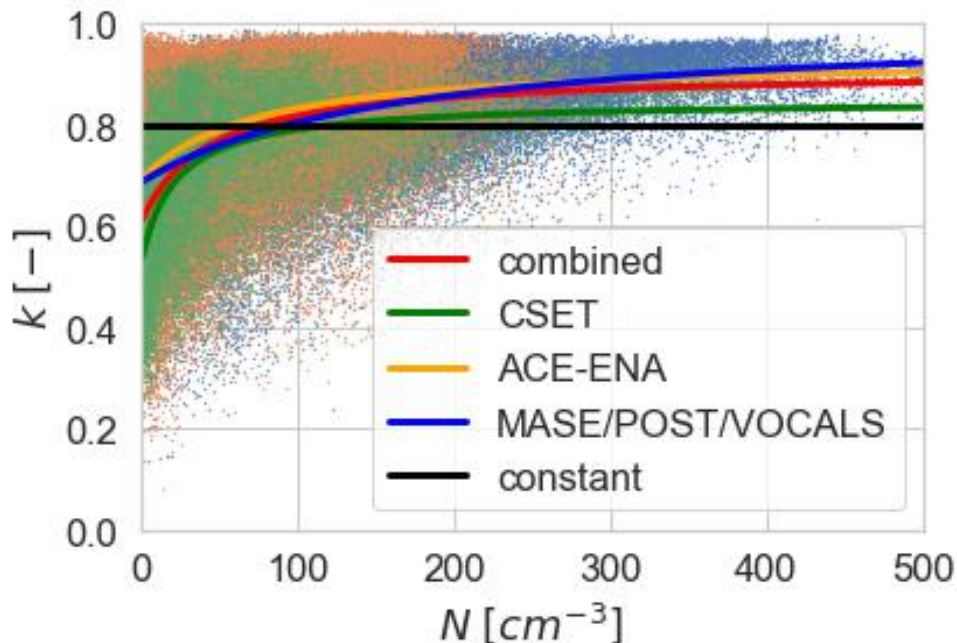 1.0
0.8
0.6
0.4
0.2
0.0
k [−]
combined
CSET
ACE-ENA
MASE/POST/VOCALS
constant
0 100 200 300 400 500
N [cm⁻³]